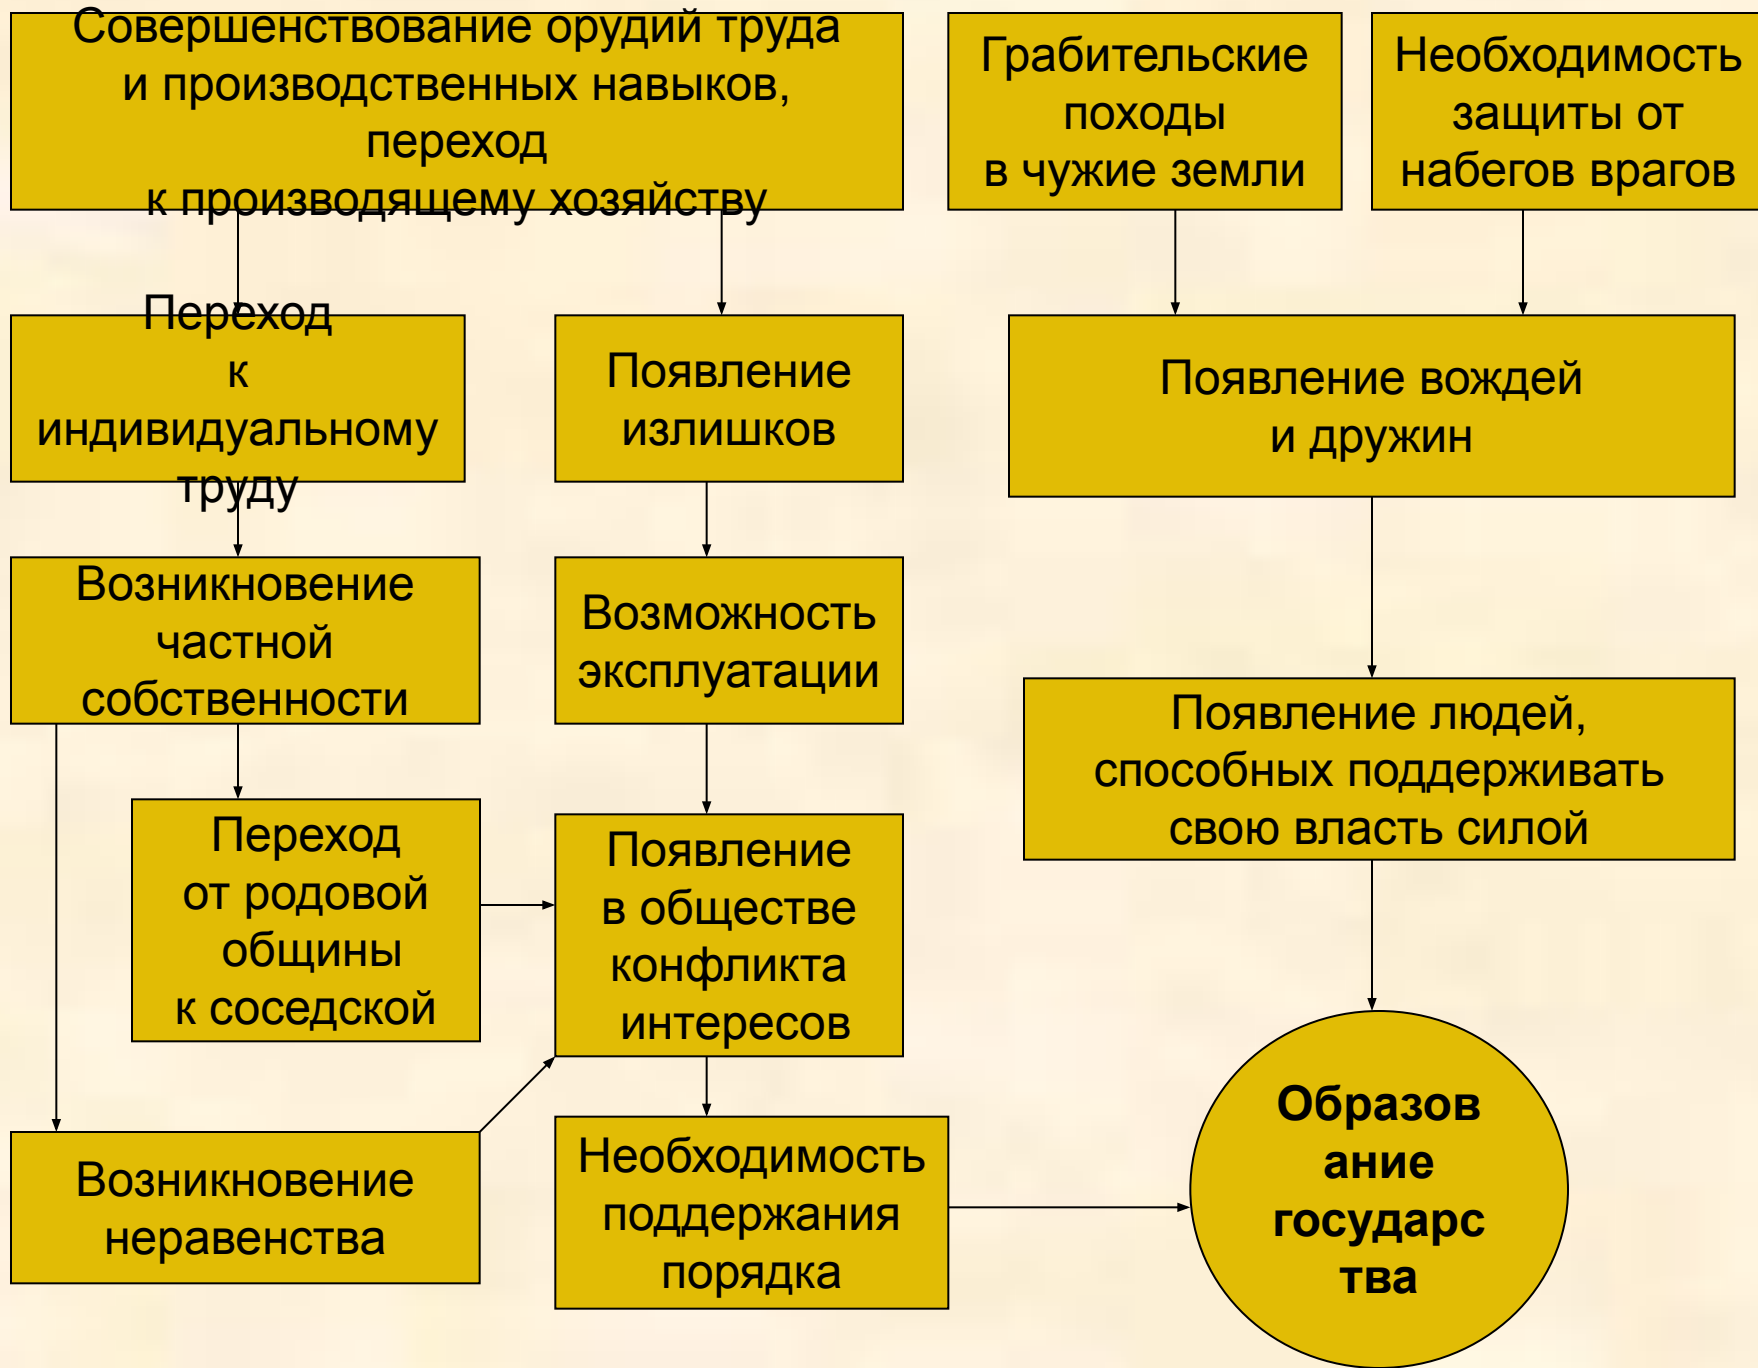 Совершенствование орудий труда
и производственных навыков,
переход
к производящему хозяйству
Грабительские
походы
в чужие земли
Необходимость
защиты от
набегов врагов
Переход
к
индивидуальному
труду
Появление
излишков
Появление вождей
и дружин
Возникновение
частной
собственности
Возможность
эксплуатации
Появление людей,
способных поддерживать
свою власть силой
Переход
от родовой
общины
к соседской
Появление
в обществе
конфликта
интересов
Возникновение
неравенства
Необходимость
поддержания
порядка
Образов
ание
государс
тва